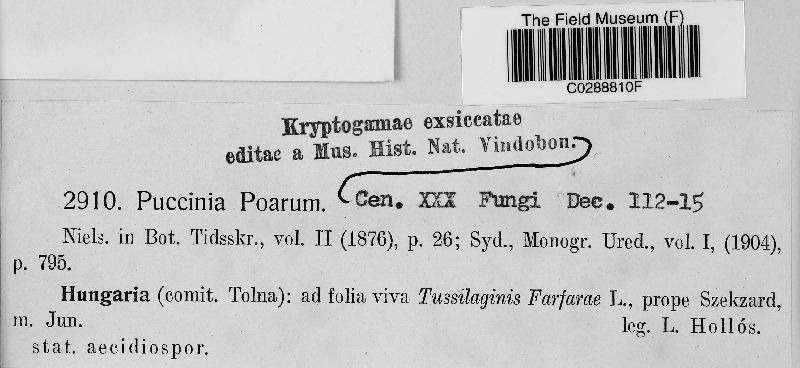 The Field Museum (F)
C0288810F
Kryptogamae exsiccatae
editae a Mus. Hist. Nat. Vindobon.
2910. Puccinia Poarum. Cen. XXX Fungi Dec. 112-15
Niels. in Bot. Tidsskr., vol. II (1876), p. 26; Syd., Monogr. Ured., vol. I, (1904),
p. 795.
Hungaria (comit. Tolna): ad folia viva Tussilaginis Farfarae L., prope Szekzard,
m. Jun. leg. L. Hollós.
stat. aecidiospor.